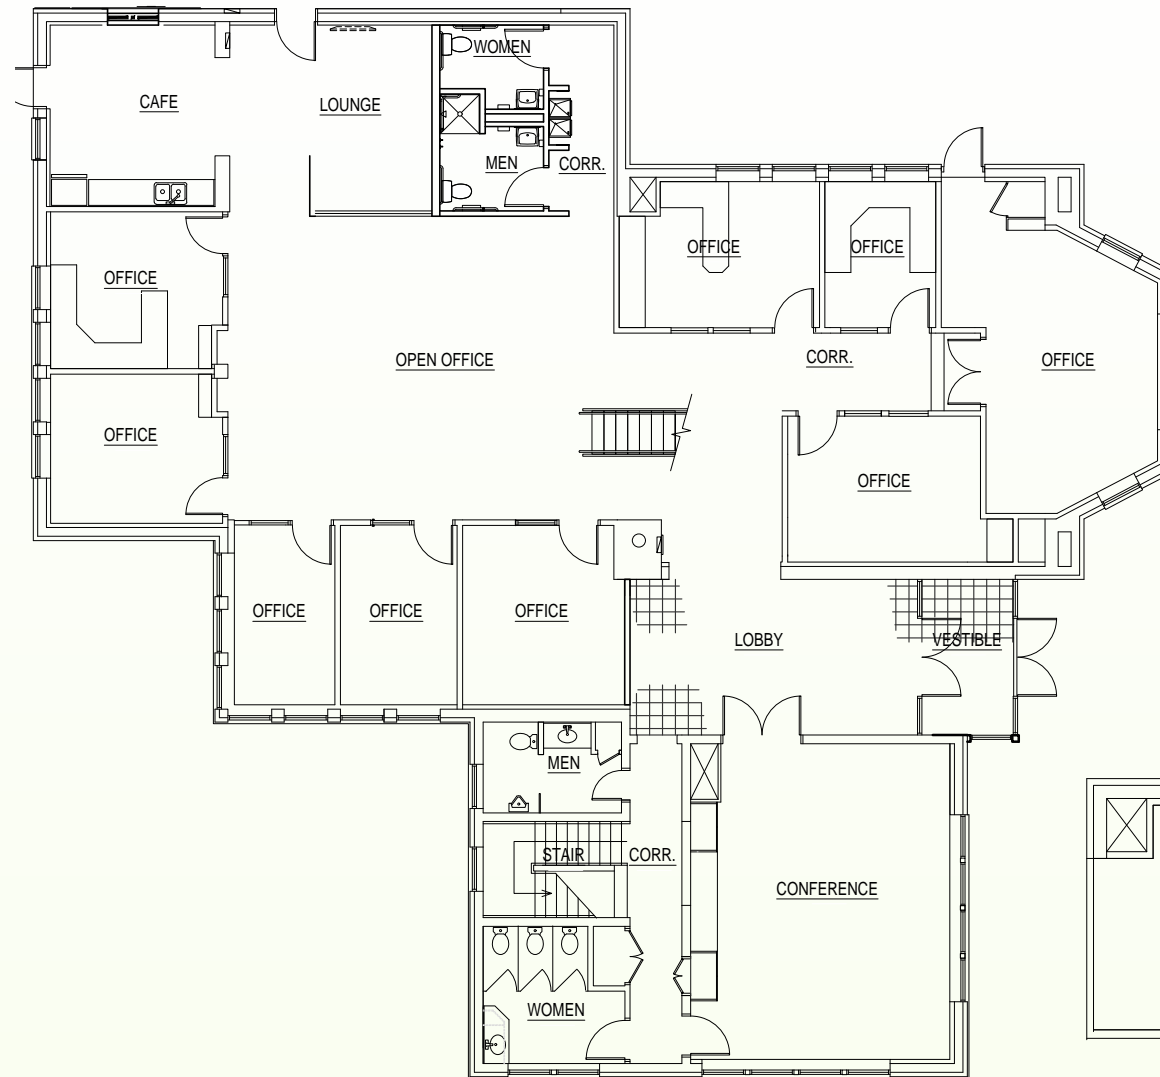 WOMEN
CAFE
LOUNGE
MEN
CORR.
OFFICE
OFFICE
OFFICE
OPEN OFFICE
CORR.
OFFICE
OFFICE
OFFICE
OFFICE
OFFICE
OFFICE
LOBBY
VESTIBLE
MEN
STAIR
CORR.
CONFERENCE
WOMEN